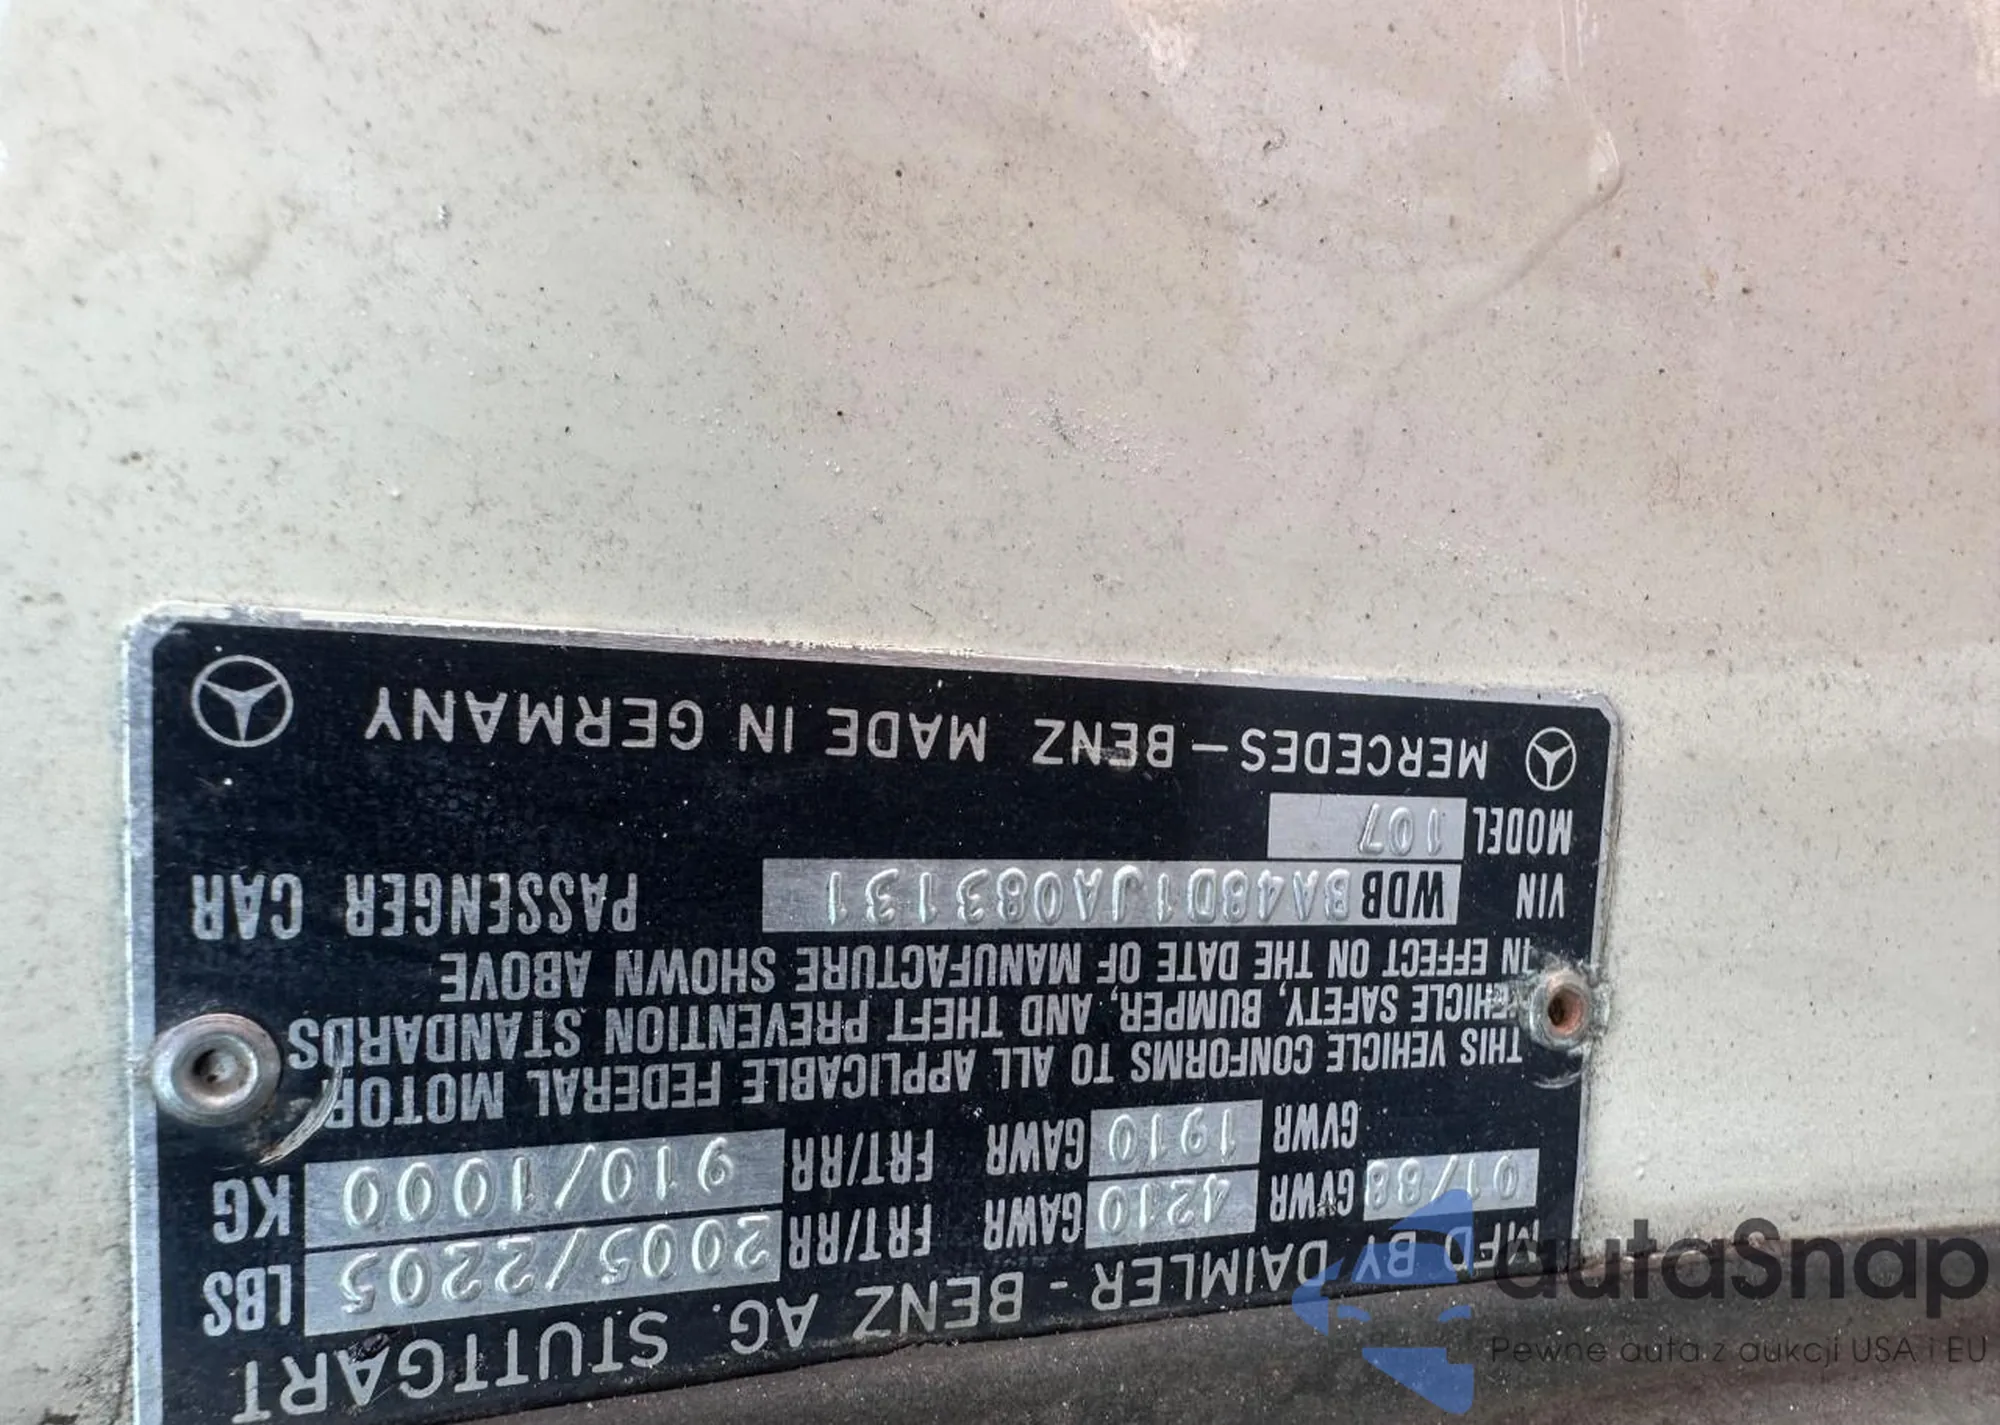 MFD BY DAIMLER - BENZ AG. STUTTGART
01/88 GVWR 4210 GAWR FRT/RR 2005/2205 LBS
GVWR 1910 GAWR FRT/RR 910/1000 KG
THIS VEHICLE CONFORMS TO ALL APPLICABLE FEDERAL MOTOR
VEHICLE SAFETY, BUMPER, AND THEFT PREVENTION STANDARDS
IN EFFECT ON THE DATE OF MANUFACTURE SHOWN ABOVE
VIN WDB BA48D1JA083131 PASSENGER CAR
MODEL 107
MERCEDES - BENZ MADE IN GERMANY
autaSnap
Pewne auta z aukcji USA i EU